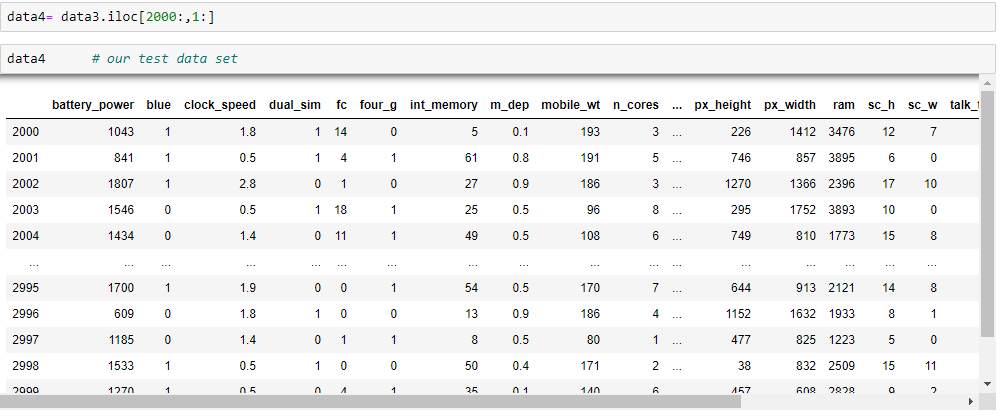 data4= data3.iloc[2000:,1:]
data4 # our test data set
battery_power blue clock_speed dual_sim fc four_g int_memory m_dep mobile_wt n_cores ... px_height px_width ram sc_h sc_w
2000 1043 1 1.8 1 14 0 5 0.1 193 3 ... 226 1412 3476 12 7
2001 841 1 0.5 1 4 1 61 0.8 191 5 ... 746 857 3895 6 0
2002 1807 1 2.8 0 1 0 27 0.9 186 3 ... 1270 1366 2396 17 10
2003 1546 0 0.5 1 18 1 25 0.5 96 8 ... 295 1752 3893 10 0
2004 1434 0 1.4 0 11 1 49 0.5 108 6 ... 749 810 1773 15 8
... ... ... ... ... ... ... ... ... ... ... ... ... ... ... ... ...
2995 1700 1 1.9 0 0 1 54 0.5 170 7 ... 644 913 2121 14 8
2996 609 0 1.8 1 0 0 13 0.9 186 4 ... 1152 1632 1933 8 1
2997 1185 0 1.4 0 1 1 8 0.5 80 1 ... 477 825 1223 5 0
2998 1533 1 0.5 1 0 0 50 0.4 171 2 ... 38 832 2509 15 11
2999 1270 1 0.5 0 4 1 35 0.1 140 6 ... 457 608 2828 9 2